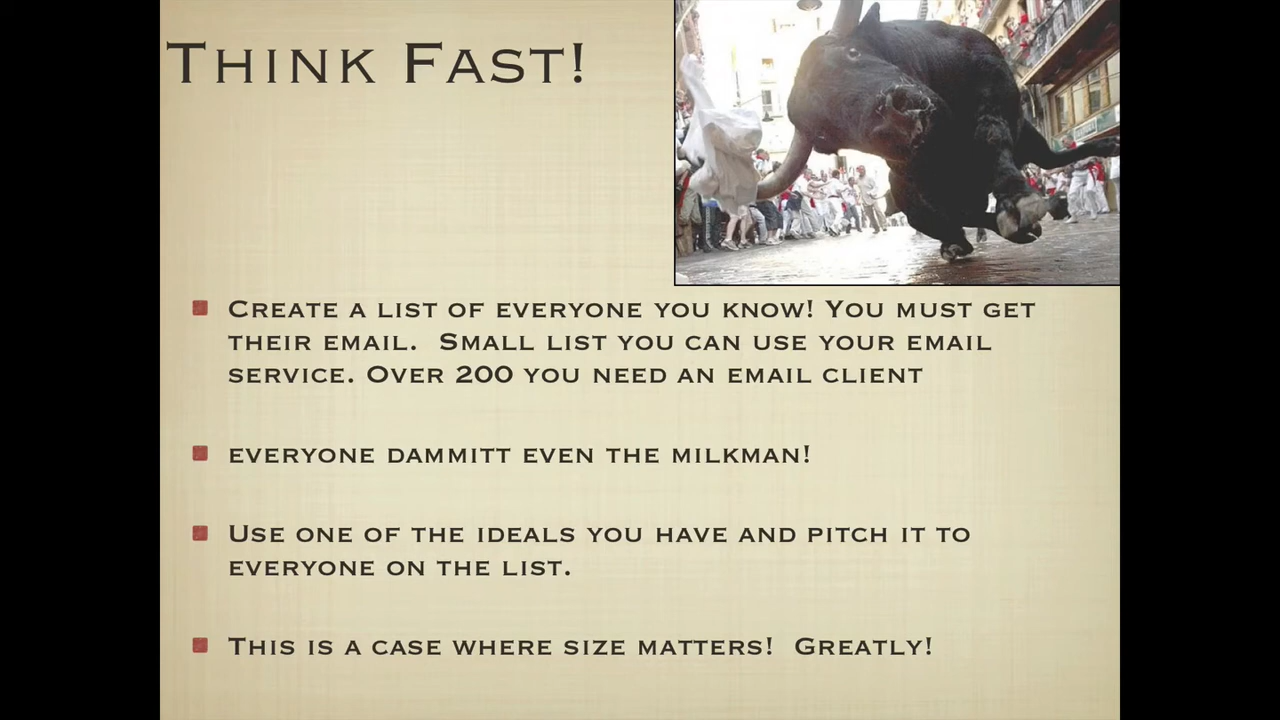 Think Fast!
Create a list of everyone you know! You must get
their email.  Small list you can use your email
service. Over 200 you need an email client
everyone dammitt even the milkman!
Use one of the ideals you have and pitch it to
everyone on the list.
This is a case where size matters!  Greatly!